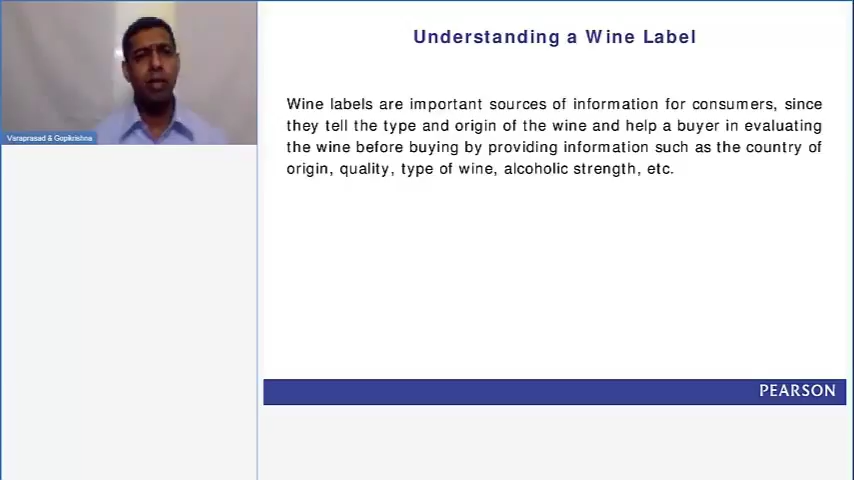 Understanding a Wine Label
Wine labels are important sources of information for consumers, since
they tell the type and origin of the wine and help a buyer in evaluating
the wine before buying by providing information such as the country of
origin, quality, type of wine, alcoholic strength, etc.
Varaprasad & Gopikrishna
PEARSON